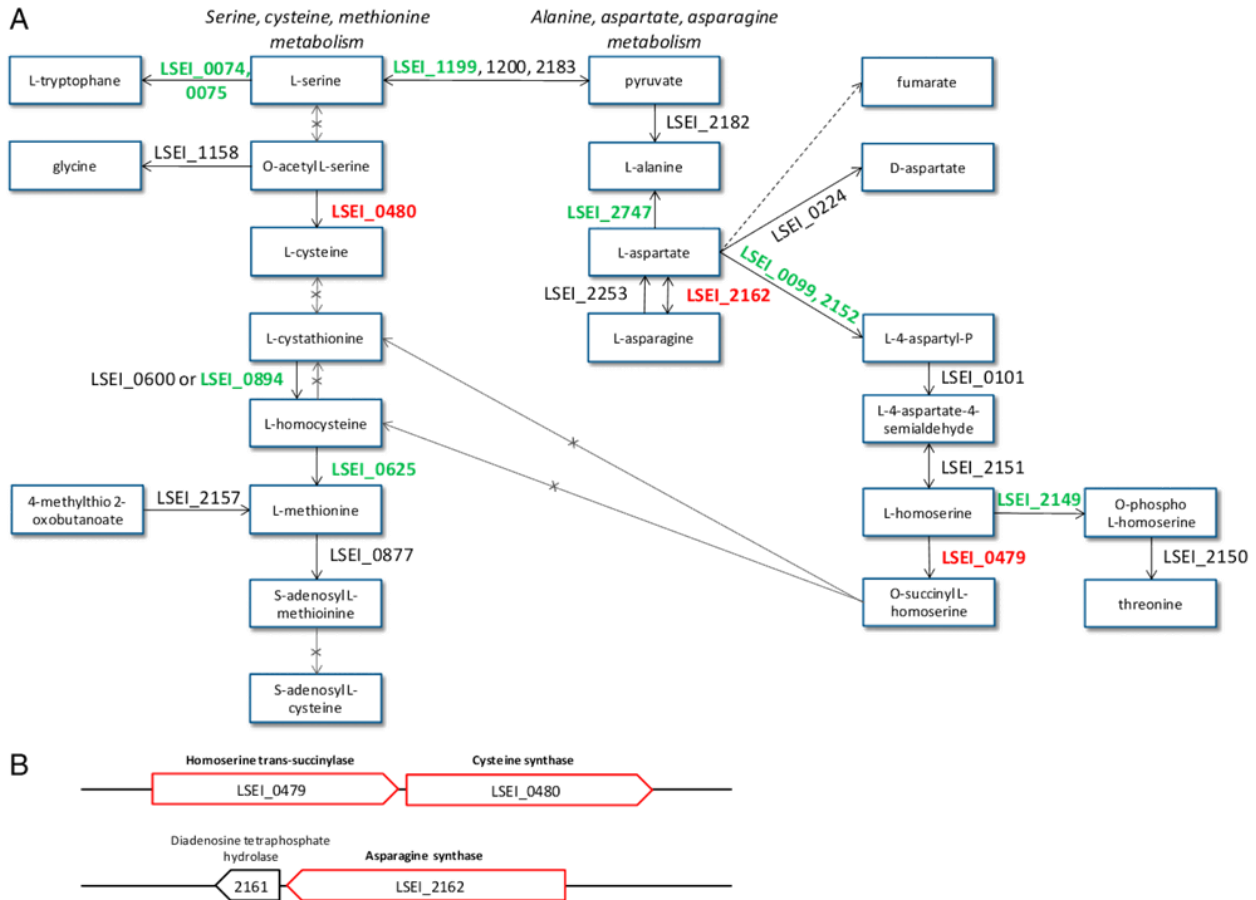 A
Serine, cysteine, methionine
metabolism
Alanine, aspartate, asparagine
metabolism
L-tryptophane
LSEI_0074,
0075
L-serine
LSEI_1199, 1200, 2183
pyruvate
fumarate
LSEI_2182
glycine
LSEI_1158
O-acetyl L-serine
L-alanine
D-aspartate
LSEI_0480
LSEI_2747
LSEI_0224
L-cysteine
L-aspartate
LSEI_0099, 2152
LSEI_2253
LSEI_2162
L-cystathionine
L-asparagine
L-4-aspartyl-P
LSEI_0600 or LSEI_0894
LSEI_0101
L-homocysteine
L-4-aspartate-4-
semialdehyde
LSEI_0625
LSEI_2151
4-methylthio 2-
oxobutanoate
LSEI_2157
L-methionine
L-homoserine
LSEI_2149
O-phospho
L-homoserine
LSEI_0877
LSEI_0479
LSEI_2150
S-adenosyl L-
methioinine
O-succinyl L-
homoserine
threonine
S-adenosyl L-
cysteine
B
Homoserine trans-succinylase
Cysteine synthase
LSEI_0479
LSEI_0480
Diadenosine tetraphosphate
hydrolase
Asparagine synthase
2161
LSEI_2162